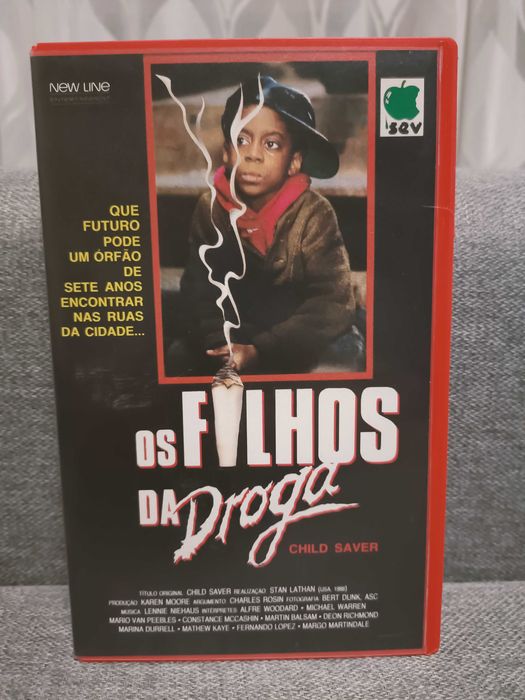 NEW LINE
ENTERTAINMENT
sev
QUE
FUTURO
PODE
UM ÓRFÃO
DE
SETE ANOS
ENCONTRAR
NAS RUAS
DA CIDADE...
OS FILHOS
DA Droga
CHILD SAVER
TÍTULO ORIGINAL CHILD SAVER REALIZAÇÃO STAN LATHAN (USA, 1988)
PRODUÇÃO KAREN MOORE ARGUMENTO CHARLES ROSIN FOTOGRAFIA BERT DUNK, ASC
MUSICA LENNIE NIEHAUS INTÉRPRETES ALFRE WOODARD • MICHAEL WARREN
MARIO VAN PEEBLES • CONSTANCE MCCASHIN • MARTIN BALSAM • DEON RICHMOND
MARINA DURRELL • MATHEW KAYE • FERNANDO LOPEZ • MARGO MARTINDALE